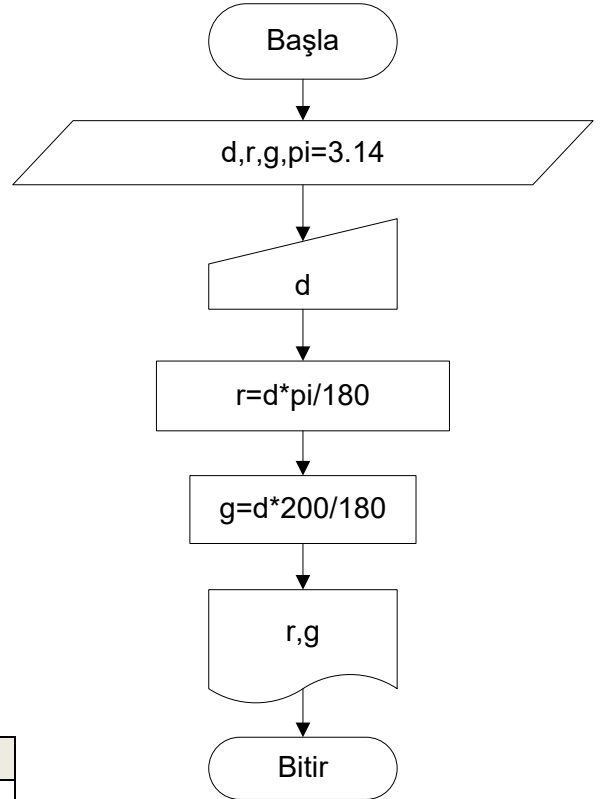 Başla
d,r,g,pi=3.14
d
r=d*pi/180
g=d*200/180
r,g
Bitir